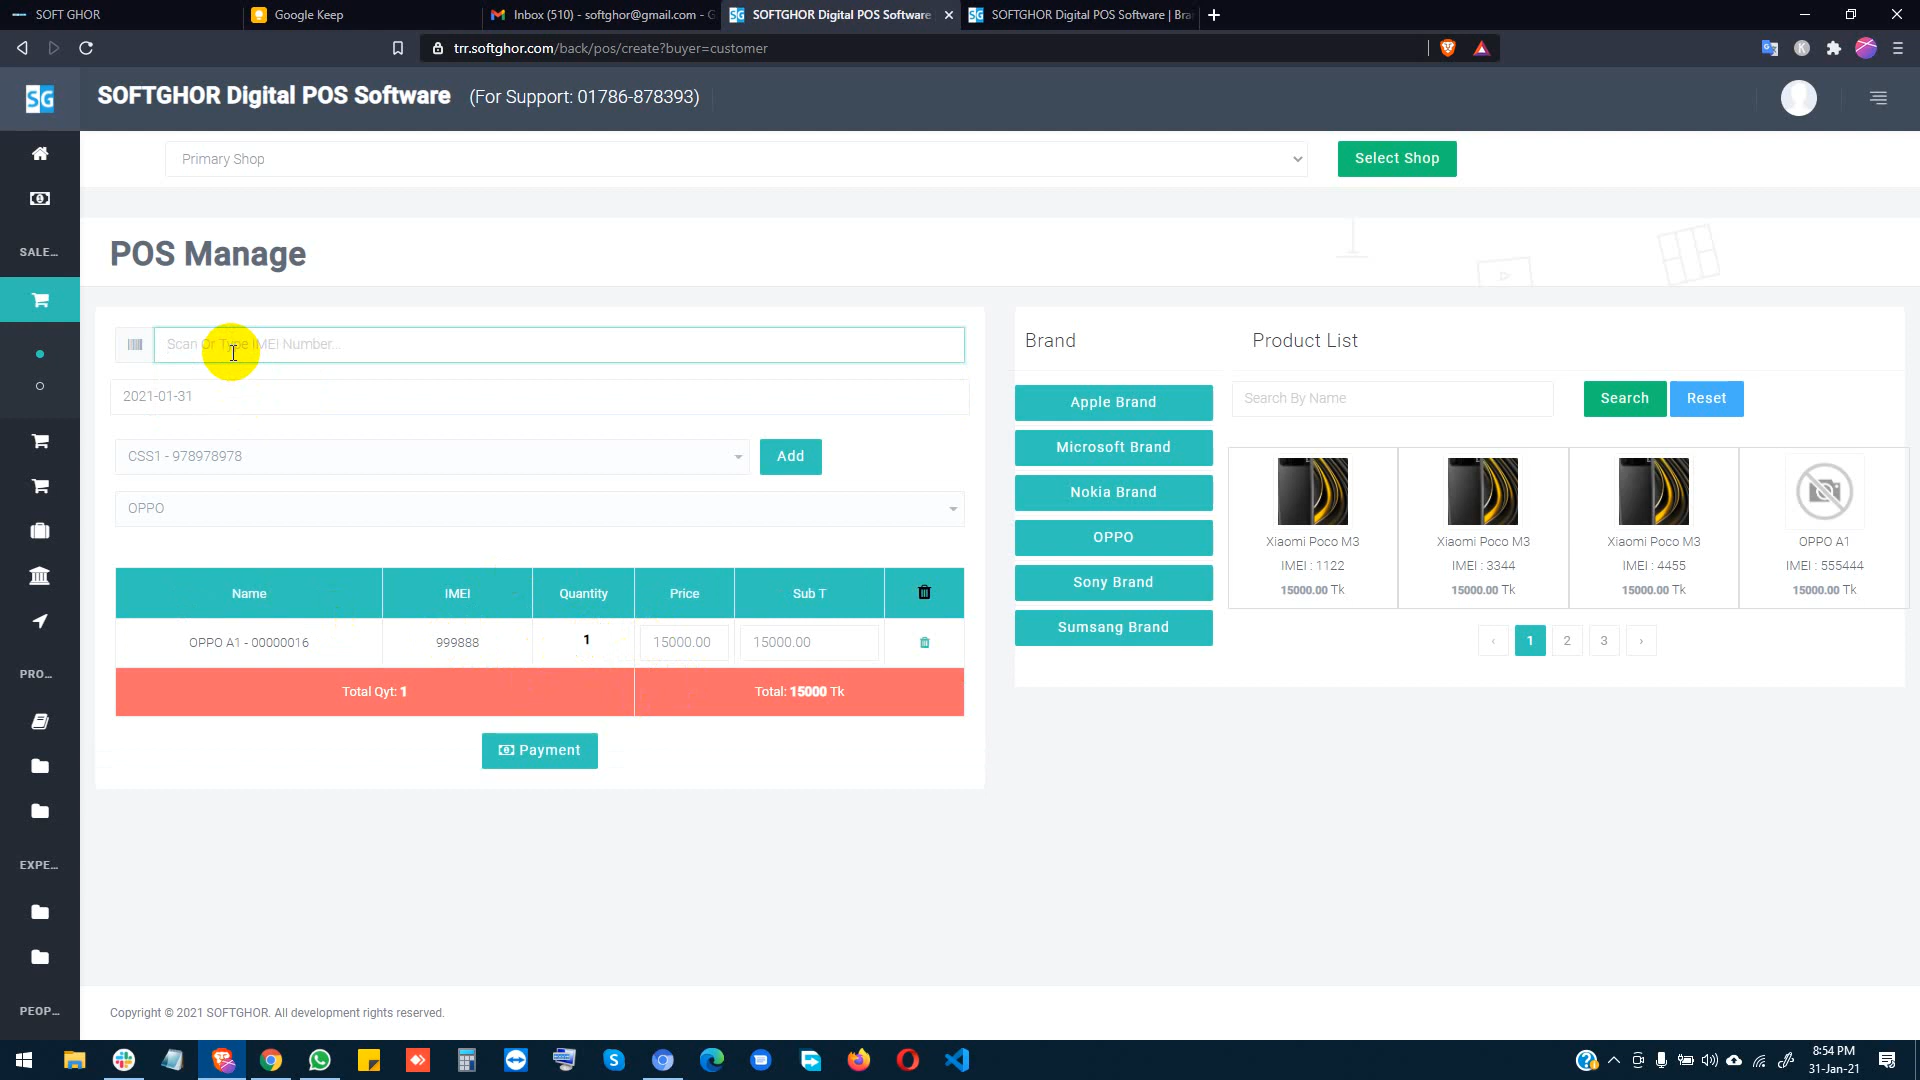 SOFT GHOR
Google Keep
Inbox (510) - softghor@gmail.com - G
SOFTGHOR Digital POS Software
SOFTGHOR Digital POS Software | Bra
trr.softghor.com/back/pos/create?buyer=customer
SG
SOFTGHOR Digital POS Software (For Support: 01786-878393)
Primary Shop
Select Shop
SALE...
POS Manage
Scan Or Type IMEI Number...
2021-01-31
CSS1 - 978978978
Add
OPPO
Name IMEI Quantity Price Sub T
OPPO A1 - 00000016 999888 1 15000.00 15000.00
Total Qyt: 1 Total: 15000 Tk
Payment
Brand
Apple Brand
Microsoft Brand
Nokia Brand
OPPO
Sony Brand
Sumsang Brand
Product List
Search By Name
Search
Reset
Xiaomi Poco M3
IMEI : 1122
15000.00 Tk
Xiaomi Poco M3
IMEI : 3344
15000.00 Tk
Xiaomi Poco M3
IMEI : 4455
15000.00 Tk
OPPO A1
IMEI : 555444
15000.00 Tk
‹ 1 2 3 ›
PRO...
EXPE...
PEOP...
Copyright © 2021 SOFTGHOR. All development rights reserved.
8:54 PM
31-Jan-21